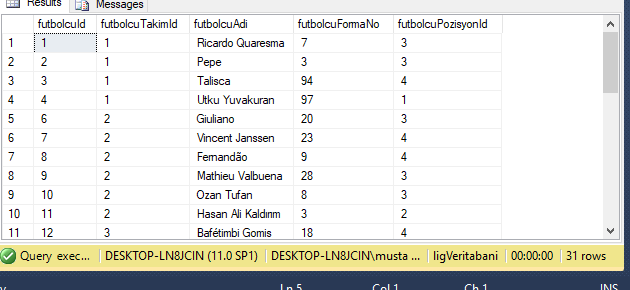 Results Messages
futbolcuId futbolcuTakimId futbolcuAdi futbolcuFormaNo futbolcuPozisyonId
1 1 1 Ricardo Quaresma 7 3
2 2 1 Pepe 3 3
3 3 1 Talisca 94 4
4 4 1 Utku Yuvakuran 97 1
5 6 2 Giuliano 20 3
6 7 2 Vincent Janssen 23 4
7 8 2 Fernandão 9 4
8 9 2 Mathieu Valbuena 28 3
9 10 2 Ozan Tufan 8 3
10 11 2 Hasan Ali Kaldırım 3 2
11 12 3 Bafétimbi Gomis 18 4
Query exec... DESKTOP-LN8JCIN (11.0 SP1) DESKTOP-LN8JCIN\musta ... ligVeritabani 00:00:00 31 rows
Ln 5 Col 1 Ch 1 INS